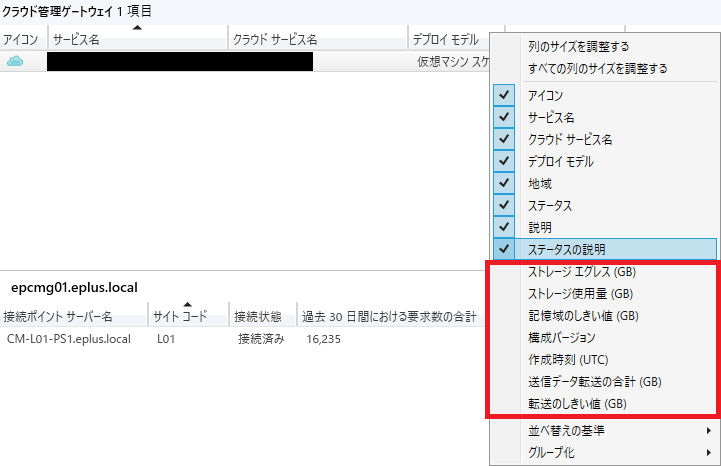 クラウド管理ゲートウェイ 1 項目
アイコン サービス名 クラウド サービス名 デプロイ モデル
仮想マシン スケ
列のサイズを調整する
すべての列のサイズを調整する
アイコン
サービス名
クラウド サービス名
デプロイ モデル
地域
ステータス
説明
ステータスの説明
ストレージ エグレス (GB)
ストレージ使用量 (GB)
記憶域のしきい値 (GB)
構成バージョン
作成時刻 (UTC)
送信データ転送の合計 (GB)
転送のしきい値 (GB)
並べ替えの基準
グループ化
epcmg01.eplus.local
接続ポイント サーバー名 サイト コード 接続状態 過去 30 日間における要求数の合計
CM-L01-PS1.eplus.local L01 接続済み 16,235